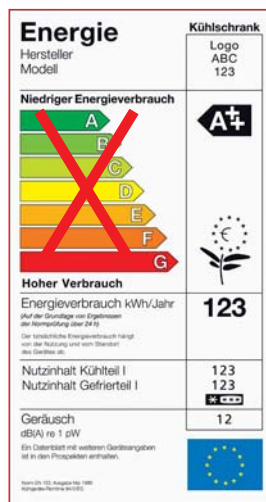 Energie
Kühlschrank
Hersteller
Modell
Logo
ABC
123
Niedriger Energieverbrauch
A
B
C
D
E
F
G
A++
€
Hoher Verbrauch
Energieverbrauch kWh/Jahr
123
(Auf der Grundlage von Ergebnissen
der Normprüfung über 24 h)
Der tatsächliche Energieverbrauch hängt
von der Nutzung und vom Standort
des Gerätes ab.
Nutzinhalt Kühlteil l
123
Nutzinhalt Gefrierteil l
123
Geräusch
12
dB(A) re 1 pW
Ein Datenblatt mit weiteren Geräteangaben
ist in den Prospekten enthalten.